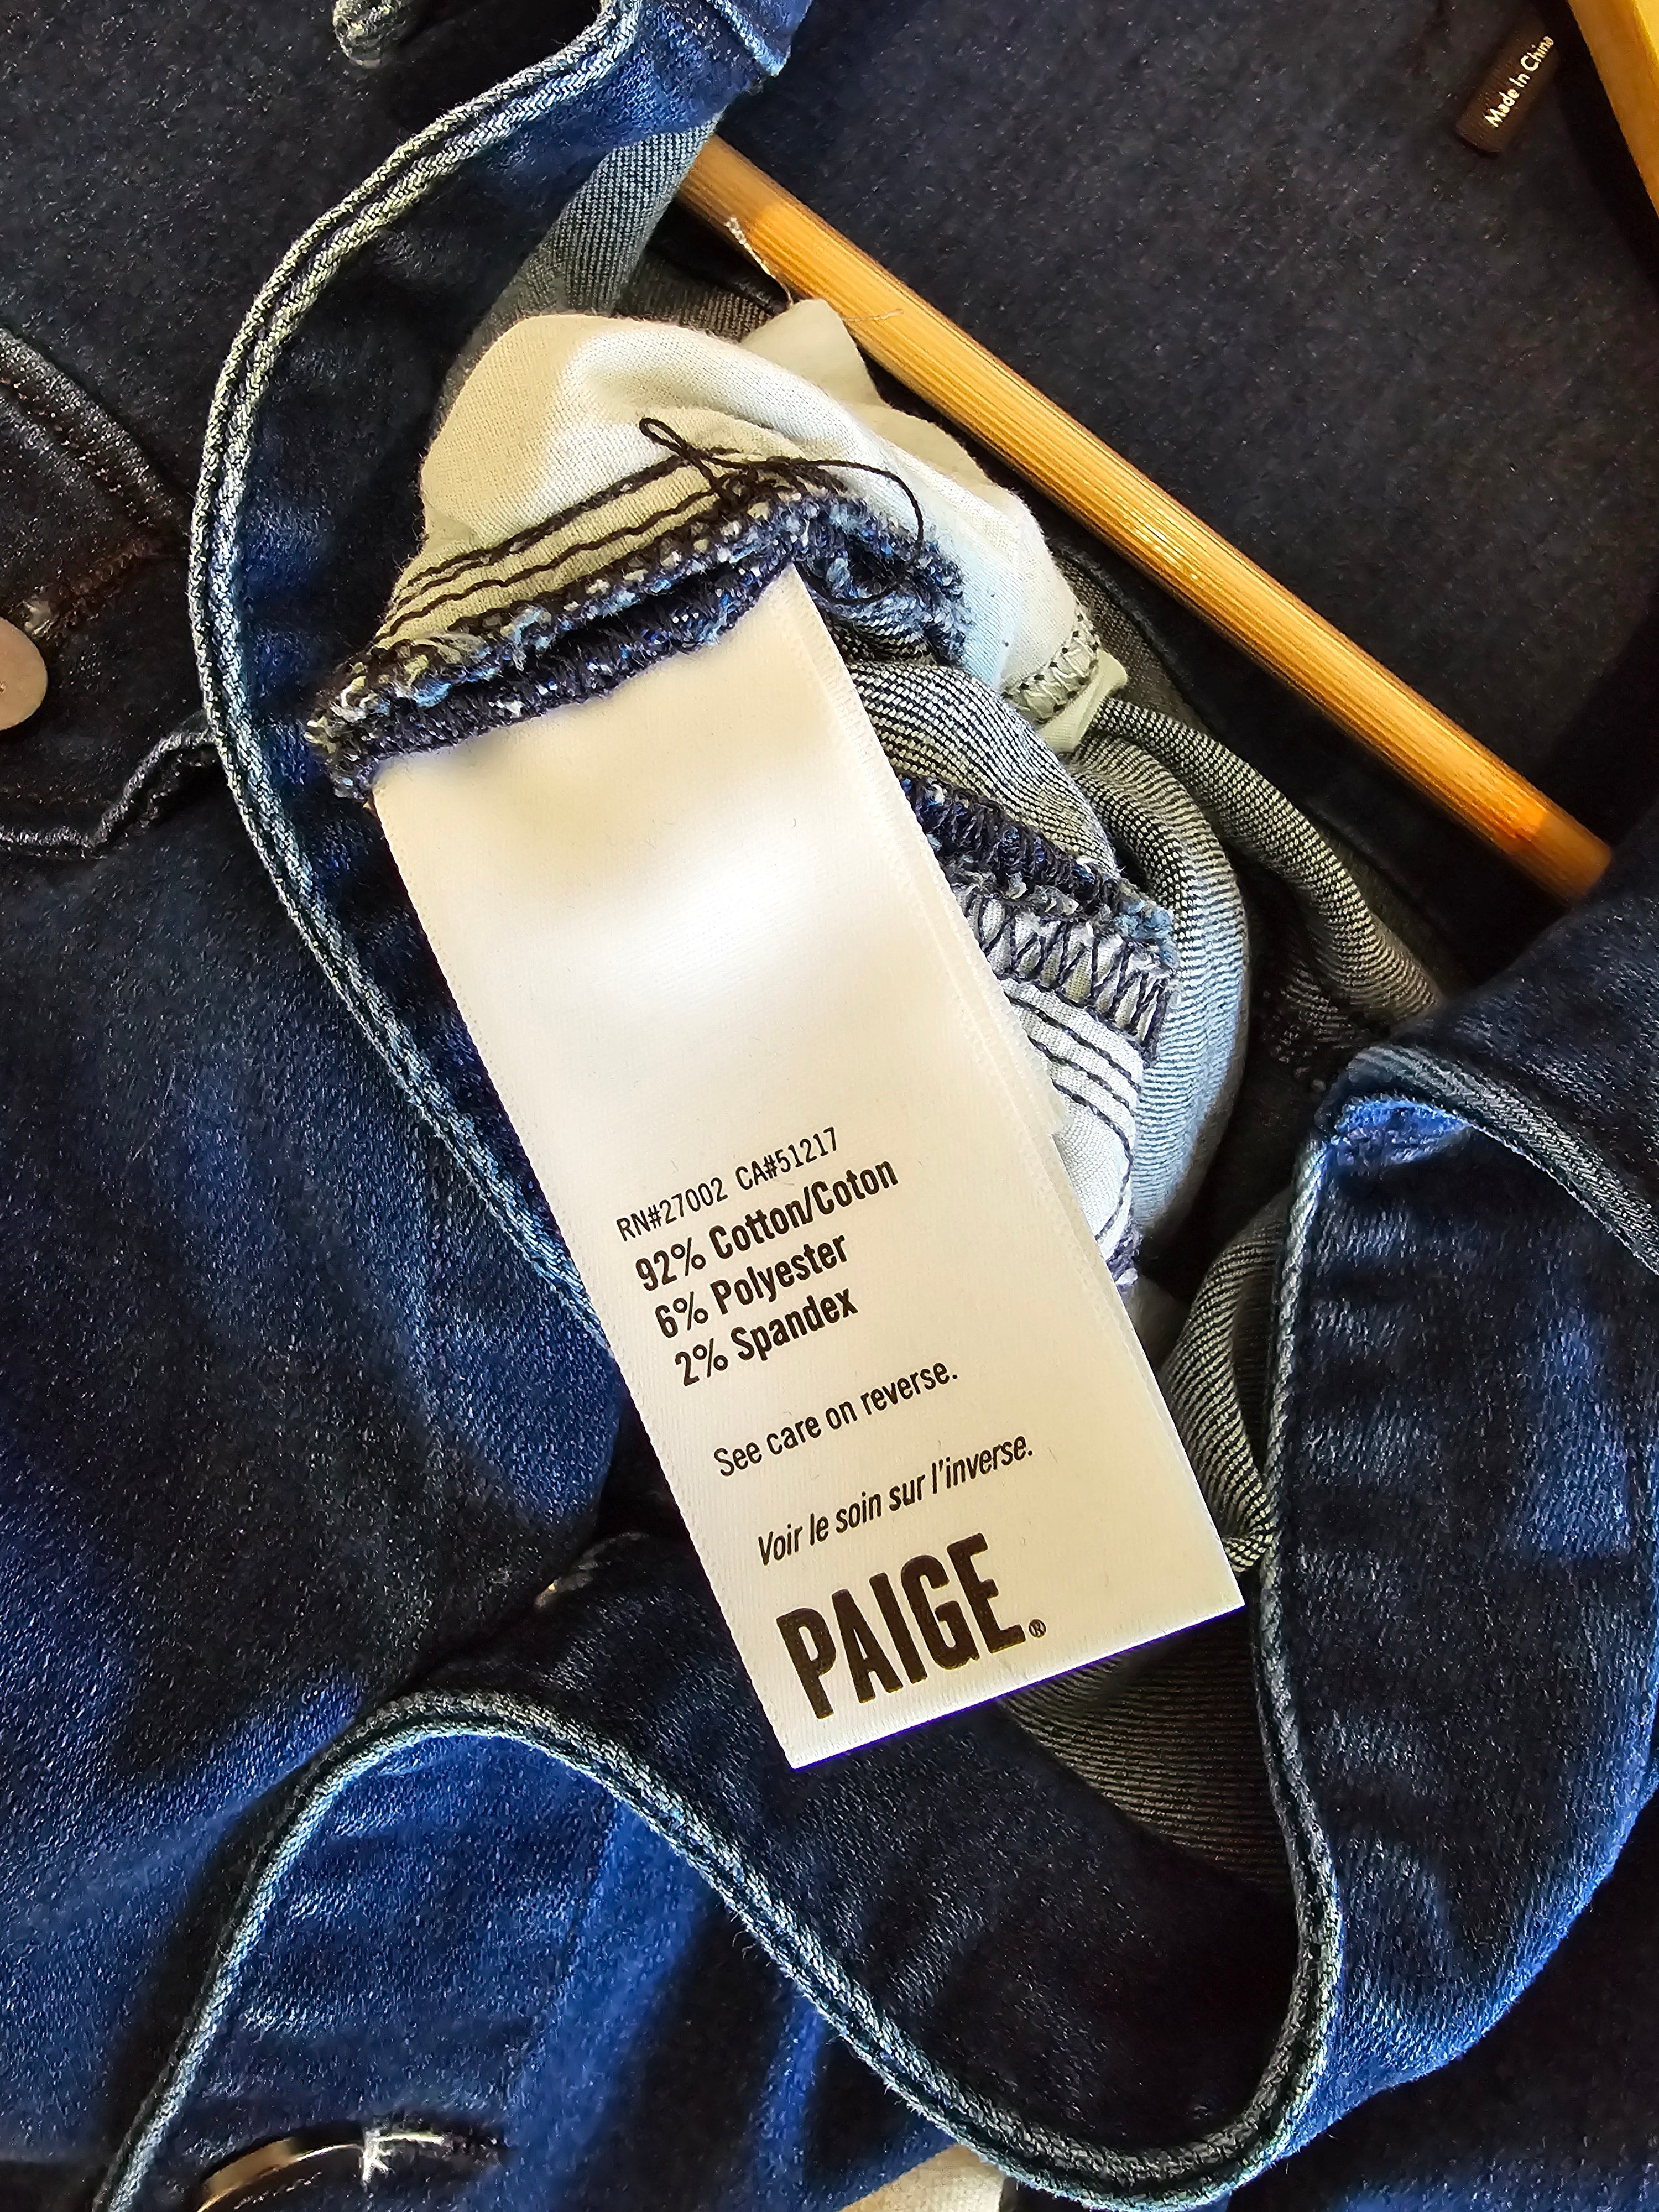 Made In China
RN#27002 CA#51217
92% Cotton/Coton
6% Polyester
2% Spandex
See care on reverse.
Voir le soin sur l'inverse.
PAIGE®